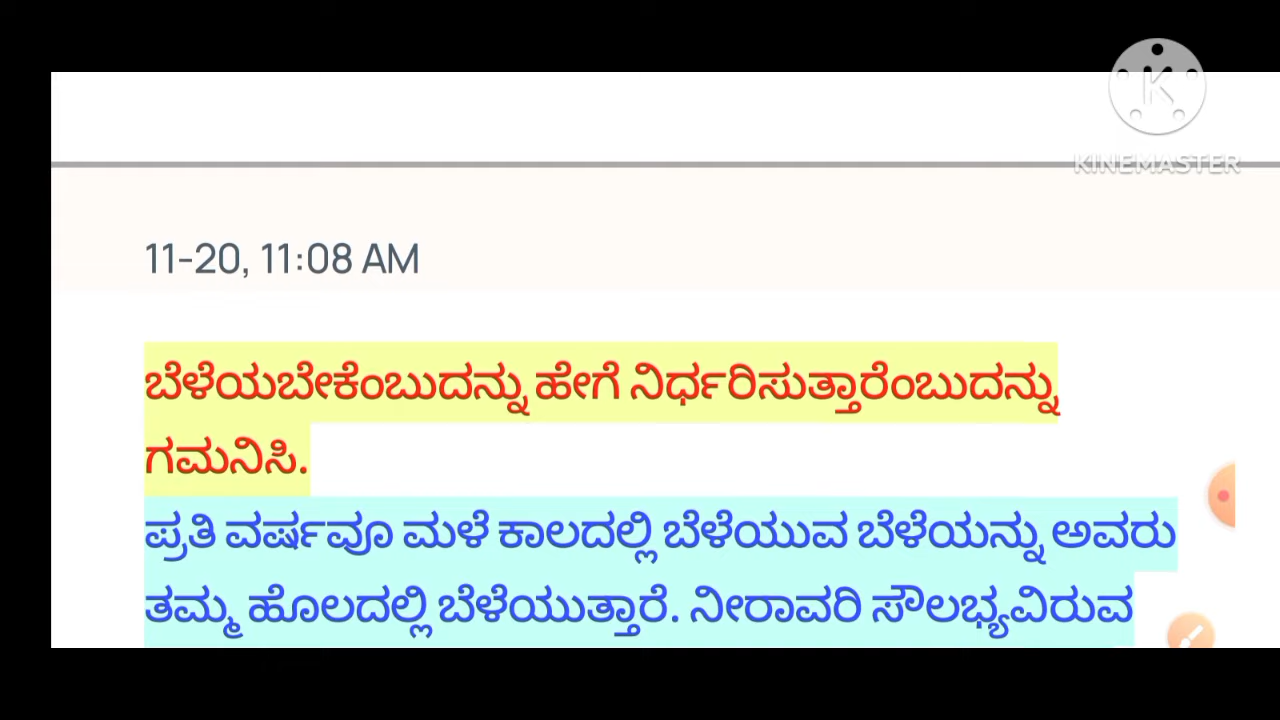 KINEMASTER
11-20, 11:08 AM
ಬೆಳೆಯಬೇಕೆಂಬುದನ್ನು ಹೇಗೆ ನಿರ್ಧರಿಸುತ್ತಾರೆಂಬುದನ್ನು
ಗಮನಿಸಿ.
ಪ್ರತಿ ವರ್ಷವೂ ಮಳೆ ಕಾಲದಲ್ಲಿ ಬೆಳೆಯುವ ಬೆಳೆಯನ್ನು ಅವರು
ತಮ್ಮ ಹೊಲದಲ್ಲಿ ಬೆಳೆಯುತ್ತಾರೆ. ನೀರಾವರಿ ಸೌಲಭ್ಯವಿರುವ